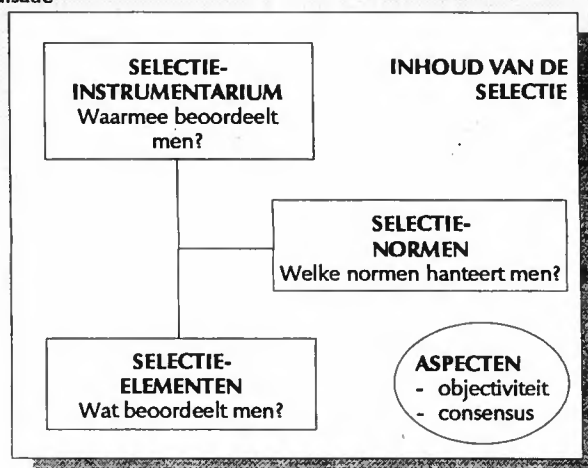 SELECTIE-
INSTRUMENTARIUM
Waarmee beoordeelt
men?
INHOUD VAN DE
SELECTIE
SELECTIE-
NORMEN
Welke normen hanteert men?
SELECTIE-
ELEMENTEN
Wat beoordeelt men?
ASPECTEN
- objectiviteit
- consensus